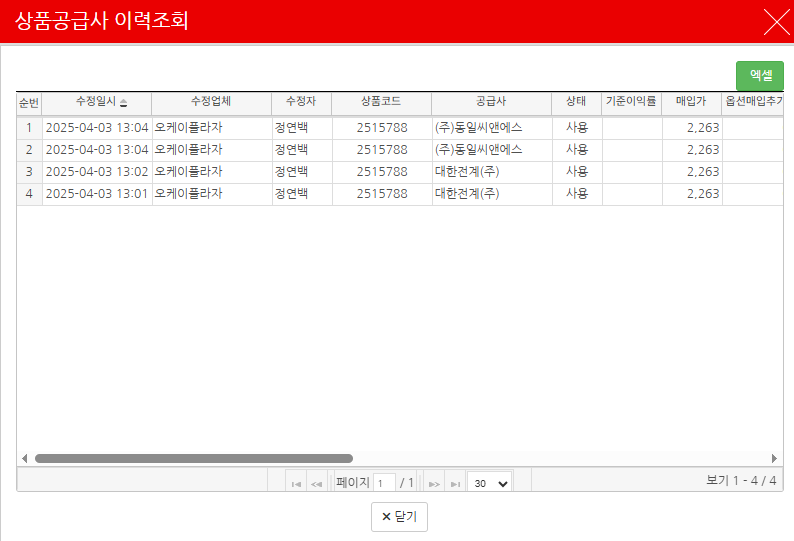 상품공급사 이력조회
엑셀
순번 수정일시 수정업체 수정자 상품코드 공급사 상태 기준이익률 매입가 옵션매입추가
1 2025-04-03 13:04 오케이플라자 정연백 2515788 (주)동일씨앤에스 사용 2,263
2 2025-04-03 13:04 오케이플라자 정연백 2515788 (주)동일씨앤에스 사용 2,263
3 2025-04-03 13:02 오케이플라자 정연백 2515788 대한전계(주) 사용 2,263
4 2025-04-03 13:01 오케이플라자 정연백 2515788 대한전계(주) 사용 2,263
페이지 1 / 1 30 보기 1 - 4 / 4
닫기